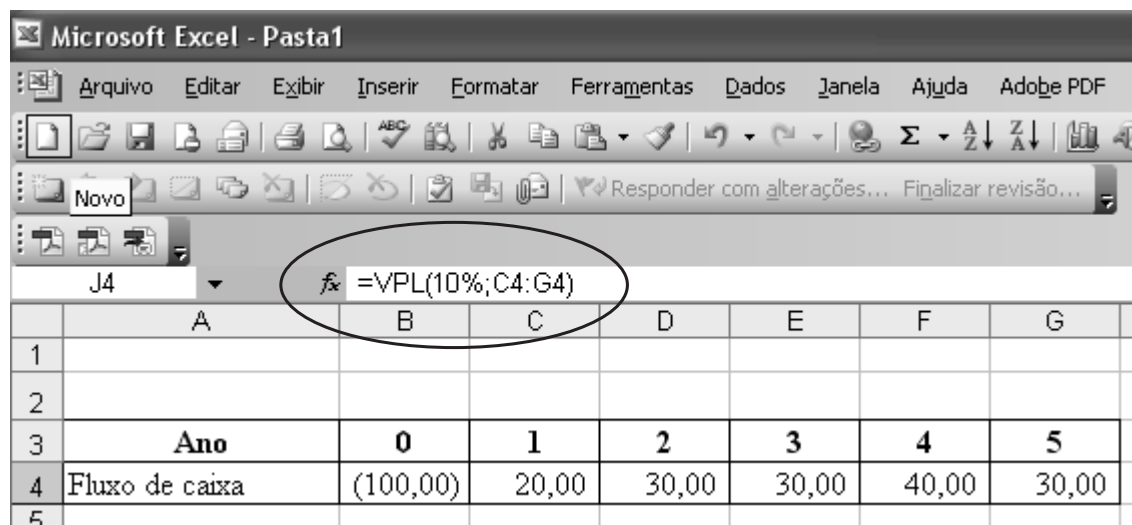 Microsoft Excel - Pasta1
Arquivo Editar Exibir Inserir Formatar Ferramentas Dados Janela Ajuda Adobe PDF
ABC Σ A Z Z A
Novo Responder com alterações... Finalizar revisão...
J4 fx =VPL(10%;C4:G4)
A B C D E F G
1
2
3 Ano 0 1 2 3 4 5
4 Fluxo de caixa (100,00) 20,00 30,00 30,00 40,00 30,00
5